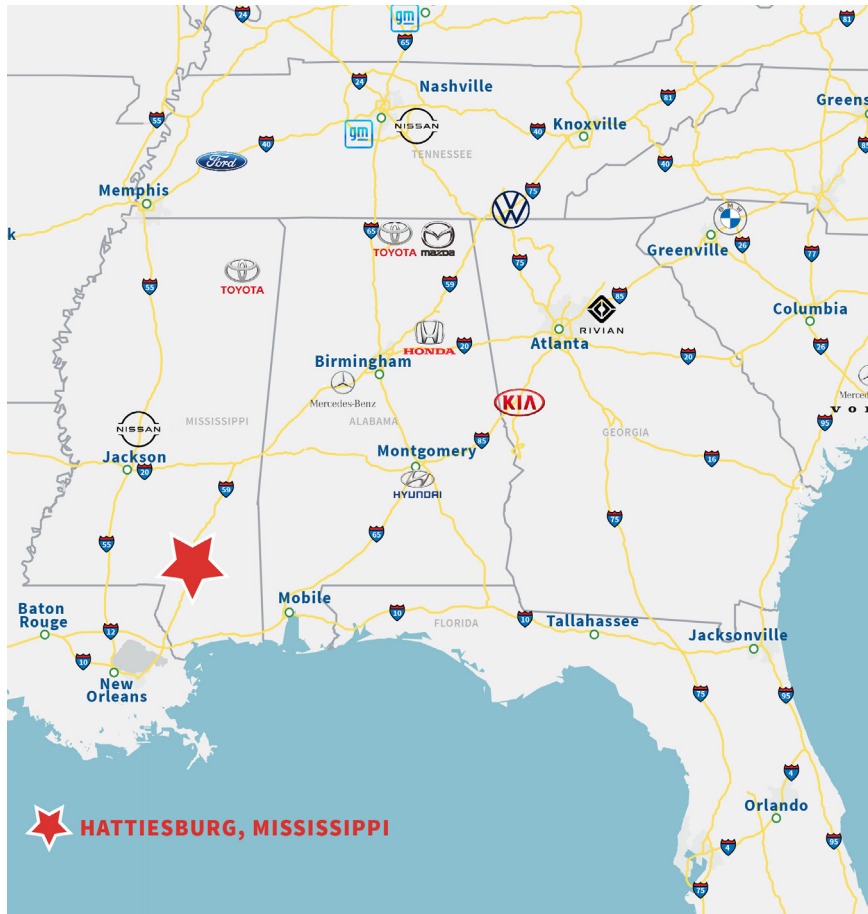 24
gm
65
81
24
Nashville
81
Greens
55
gm
NISSAN
40
Knoxville
85
40
Ford
TENNESSEE
40
Memphis
75
BMW
65
TOYOTA
mazda
Greenville
26
k
77
75
TOYOTA
55
59
85
RIVIAN
Columbia
HONDA
20
Atlanta
26
Birmingham
20
Mercedes-Benz
Merced
VOL
KIA
95
NISSAN
MISSISSIPPI
ALABAMA
GEORGIA
85
Jackson
20
Montgomery
16
HYUNDAI
59
65
75
55
Mobile
Baton
Rouge
10
12
FLORIDA
10
Tallahassee
Jacksonville
10
New
Orleans
75
95
4
Orlando
HATTIESBURG, MISSISSIPPI
95
4
75